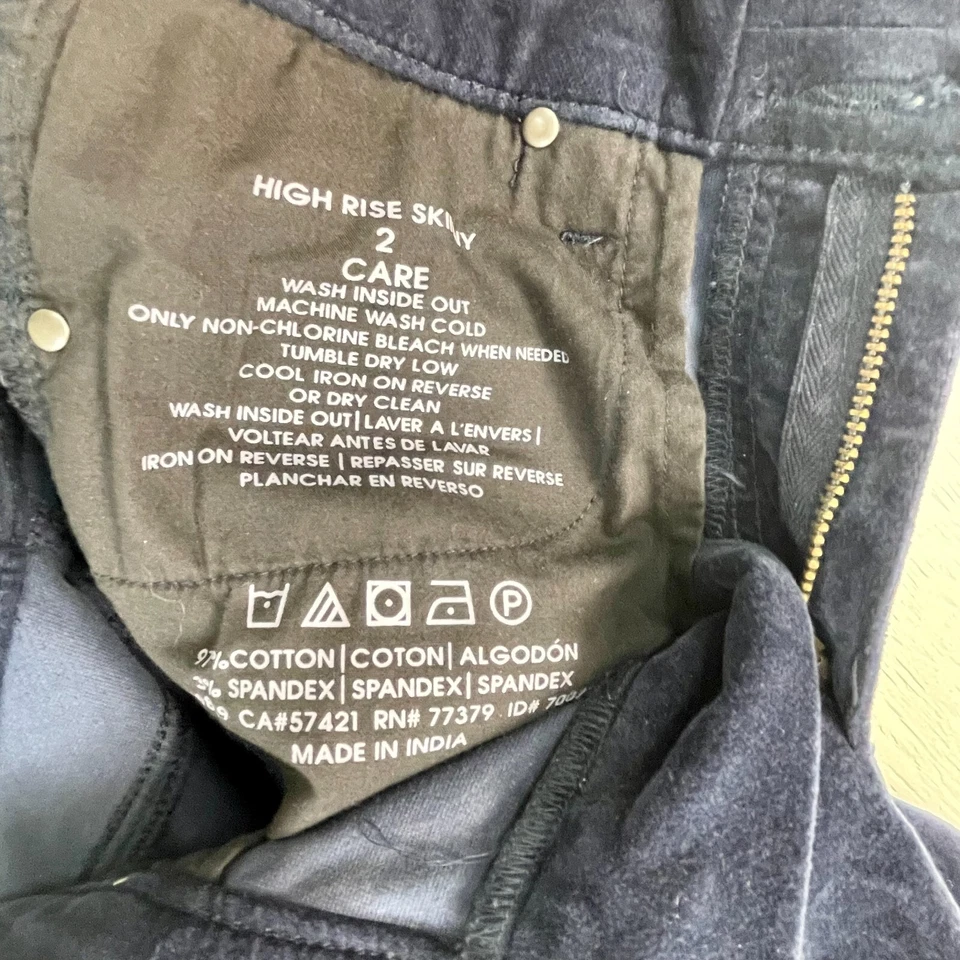 HIGH RISE SKINNY
2
CARE
WASH INSIDE OUT
MACHINE WASH COLD
ONLY NON-CHLORINE BLEACH WHEN NEEDED
TUMBLE DRY LOW
COOL IRON ON REVERSE
OR DRY CLEAN
WASH INSIDE OUT|LAVER A L'ENVERS|
VOLTEAR ANTES DE LAVAR
IRON ON REVERSE | REPASSER SUR REVERSE
PLANCHAR EN REVERSO
P
97%COTTON|COTON|ALGODÓN
% SPANDEX|SPANDEX|SPANDEX
CA#57421 RN# 77379 ID#
MADE IN INDIA